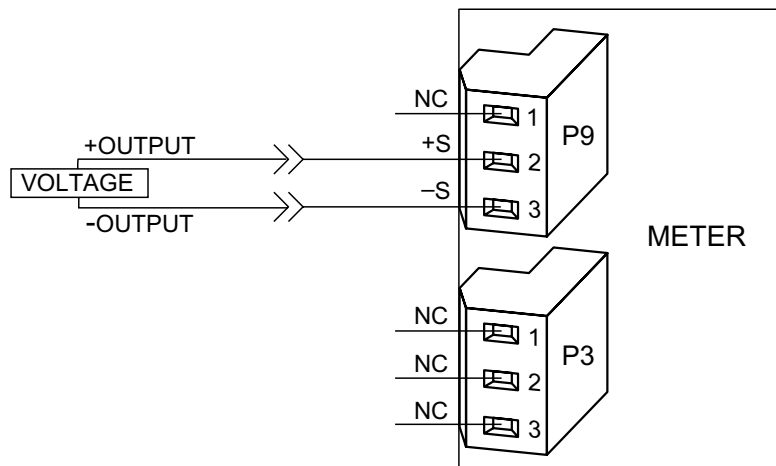 NC 1
+OUTPUT +S 2 P9
VOLTAGE
-OUTPUT –S 3
METER
NC 1
NC 2 P3
NC 3